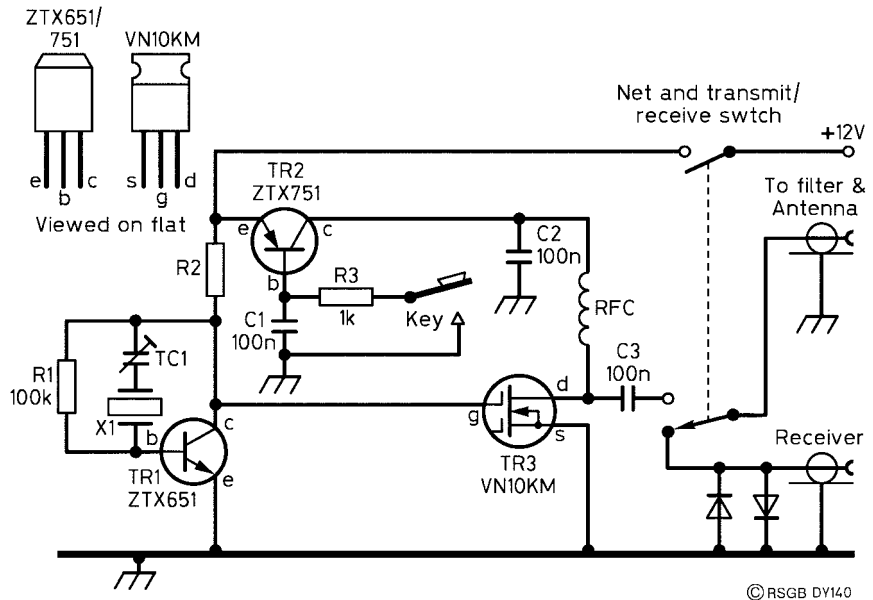 ZTX651/
751
VN10KM
e
b
c
s
g
d
Viewed on flat
Net and transmit/
receive swtch
+12V
To filter &
Antenna
TR2
ZTX751
e
c
b
R2
R3
1k
Key
C1
100n
C2
100n
RFC
C3
100n
R1
100k
TC1
X1
b
c
e
TR1
ZTX651
g
d
s
TR3
VN10KM
Receiver
© RSGB DY140